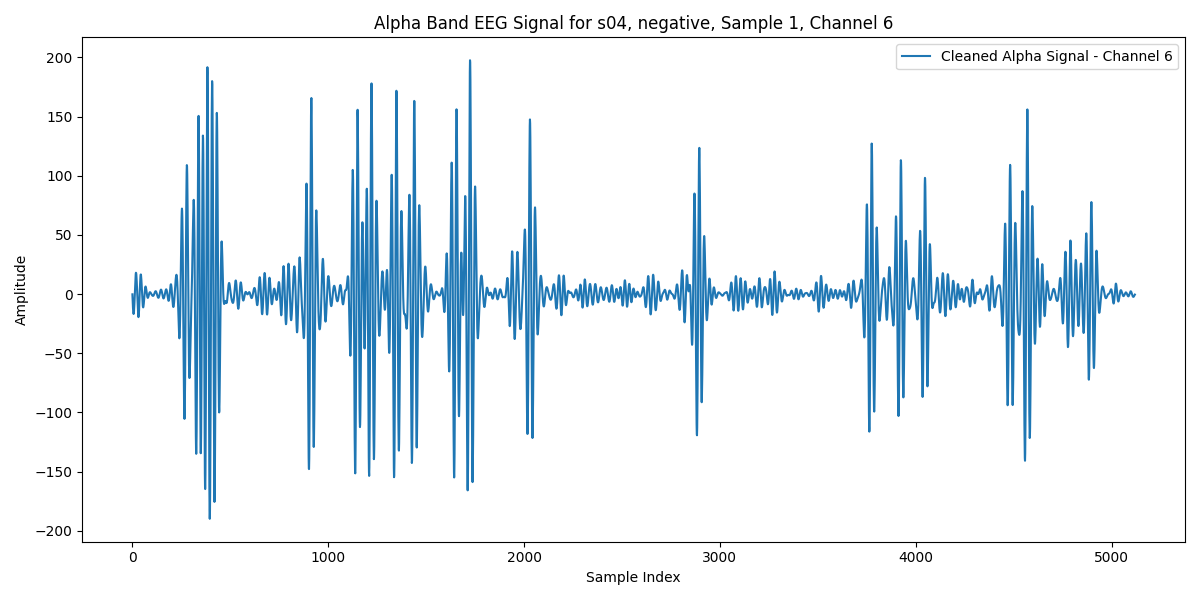 Alpha Band EEG Signal for s04, negative, Sample 1, Channel 6
Cleaned Alpha Signal - Channel 6
Amplitude
200
150
100
50
0
−50
−100
−150
−200
0 1000 2000 3000 4000 5000
Sample Index